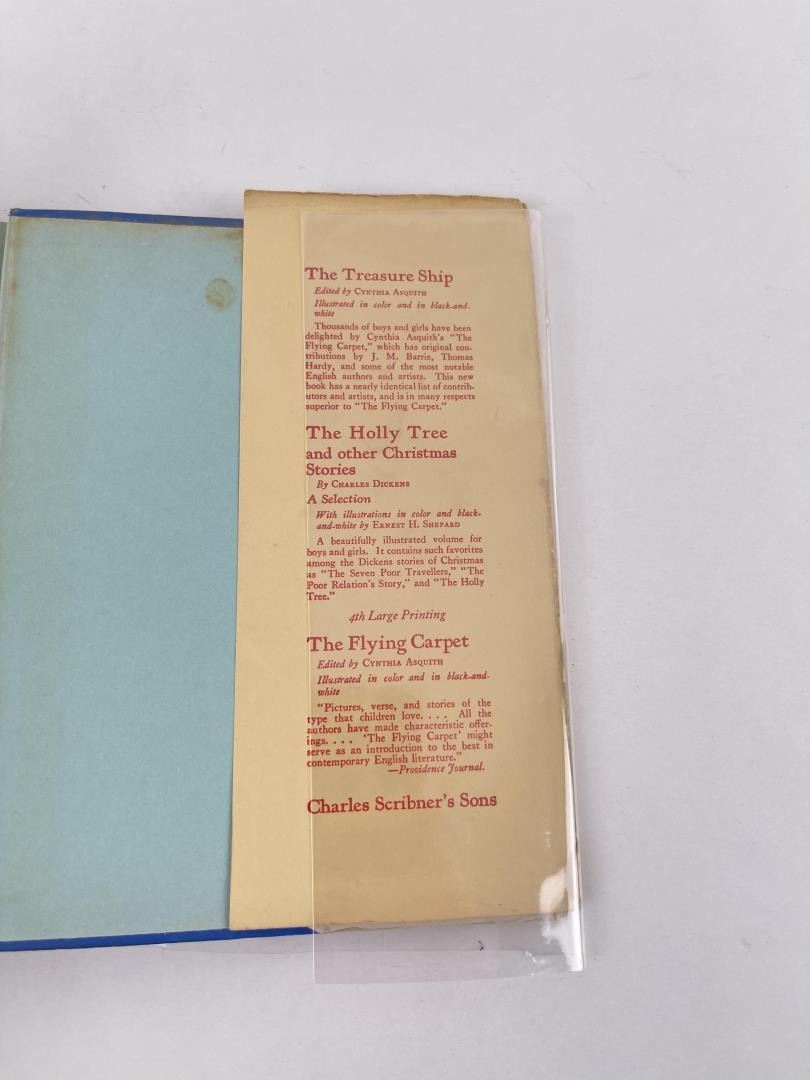 The Treasure Ship
Edited by CYNTHIA ASQUITH
Illustrated in color and in black-and-
white
Thousands of boys and girls have been
delighted by Cynthia Asquith's "The
Flying Carpet," which has original con-
tributions by J. M. Barrie, Thomas
Hardy, and some of the most notable
English authors and artists. This new
book has a nearly identical list of contrib-
utors and artists, and is in many respects
superior to "The Flying Carpet."
The Holly Tree
and other Christmas
Stories
By CHARLES DICKENS
A Selection
With illustrations in color and black-
and-white by ERNEST H. SHEPARD
A beautifully illustrated volume for
boys and girls. It contains such favorites
among the Dickens stories of Christmas
as "The Seven Poor Travellers," "The
Poor Relation's Story," and "The Holly
Tree."
4th Large Printing
The Flying Carpet
Edited by CYNTHIA ASQUITH
Illustrated in color and in black-and-
white
"Pictures, verse, and stories of the
type that children love. . . . All the
authors have made characteristic offer-
ings. . . . 'The Flying Carpet' might
serve as an introduction to the best in
contemporary English literature."
—Providence Journal.
Charles Scribner's Sons